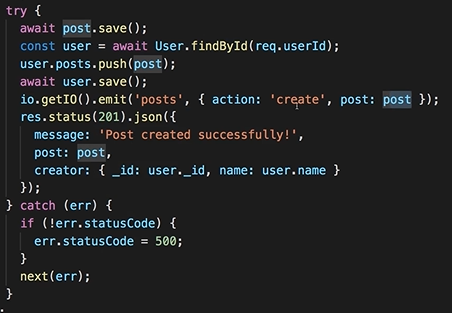 try {
  await post.save();
  const user = await User.findById(req.userId);
  user.posts.push(post);
  await user.save();
  io.getIO().emit('posts', { action: 'create', post: post });
  res.status(201).json({
    message: 'Post created successfully!',
    post: post,
    creator: { _id: user._id, name: user.name }
  });
} catch (err) {
  if (!err.statusCode) {
    err.statusCode = 500;
  }
  next(err);
}